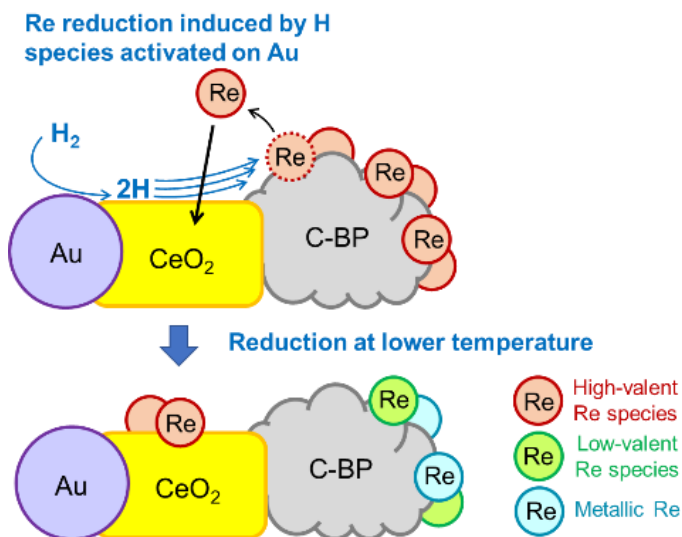 Re reduction induced by H
species activated on Au
Re
H₂
Re
2H
Re
C-BP
Re
Au
CeO₂
Reduction at lower temperature
Re
High-valent
Re species
Re
Re
Low-valent
Re species
Re
C-BP
Re
Au
CeO₂
Re
Metallic Re